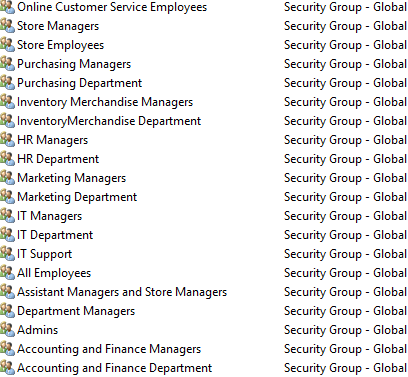 Online Customer Service Employees Security Group - Global
Store Managers Security Group - Global
Store Employees Security Group - Global
Purchasing Managers Security Group - Global
Purchasing Department Security Group - Global
Inventory Merchandise Managers Security Group - Global
InventoryMerchandise Department Security Group - Global
HR Managers Security Group - Global
HR Department Security Group - Global
Marketing Managers Security Group - Global
Marketing Department Security Group - Global
IT Managers Security Group - Global
IT Department Security Group - Global
IT Support Security Group - Global
All Employees Security Group - Global
Assistant Managers and Store Managers Security Group - Global
Department Managers Security Group - Global
Admins Security Group - Global
Accounting and Finance Managers Security Group - Global
Accounting and Finance Department Security Group - Global